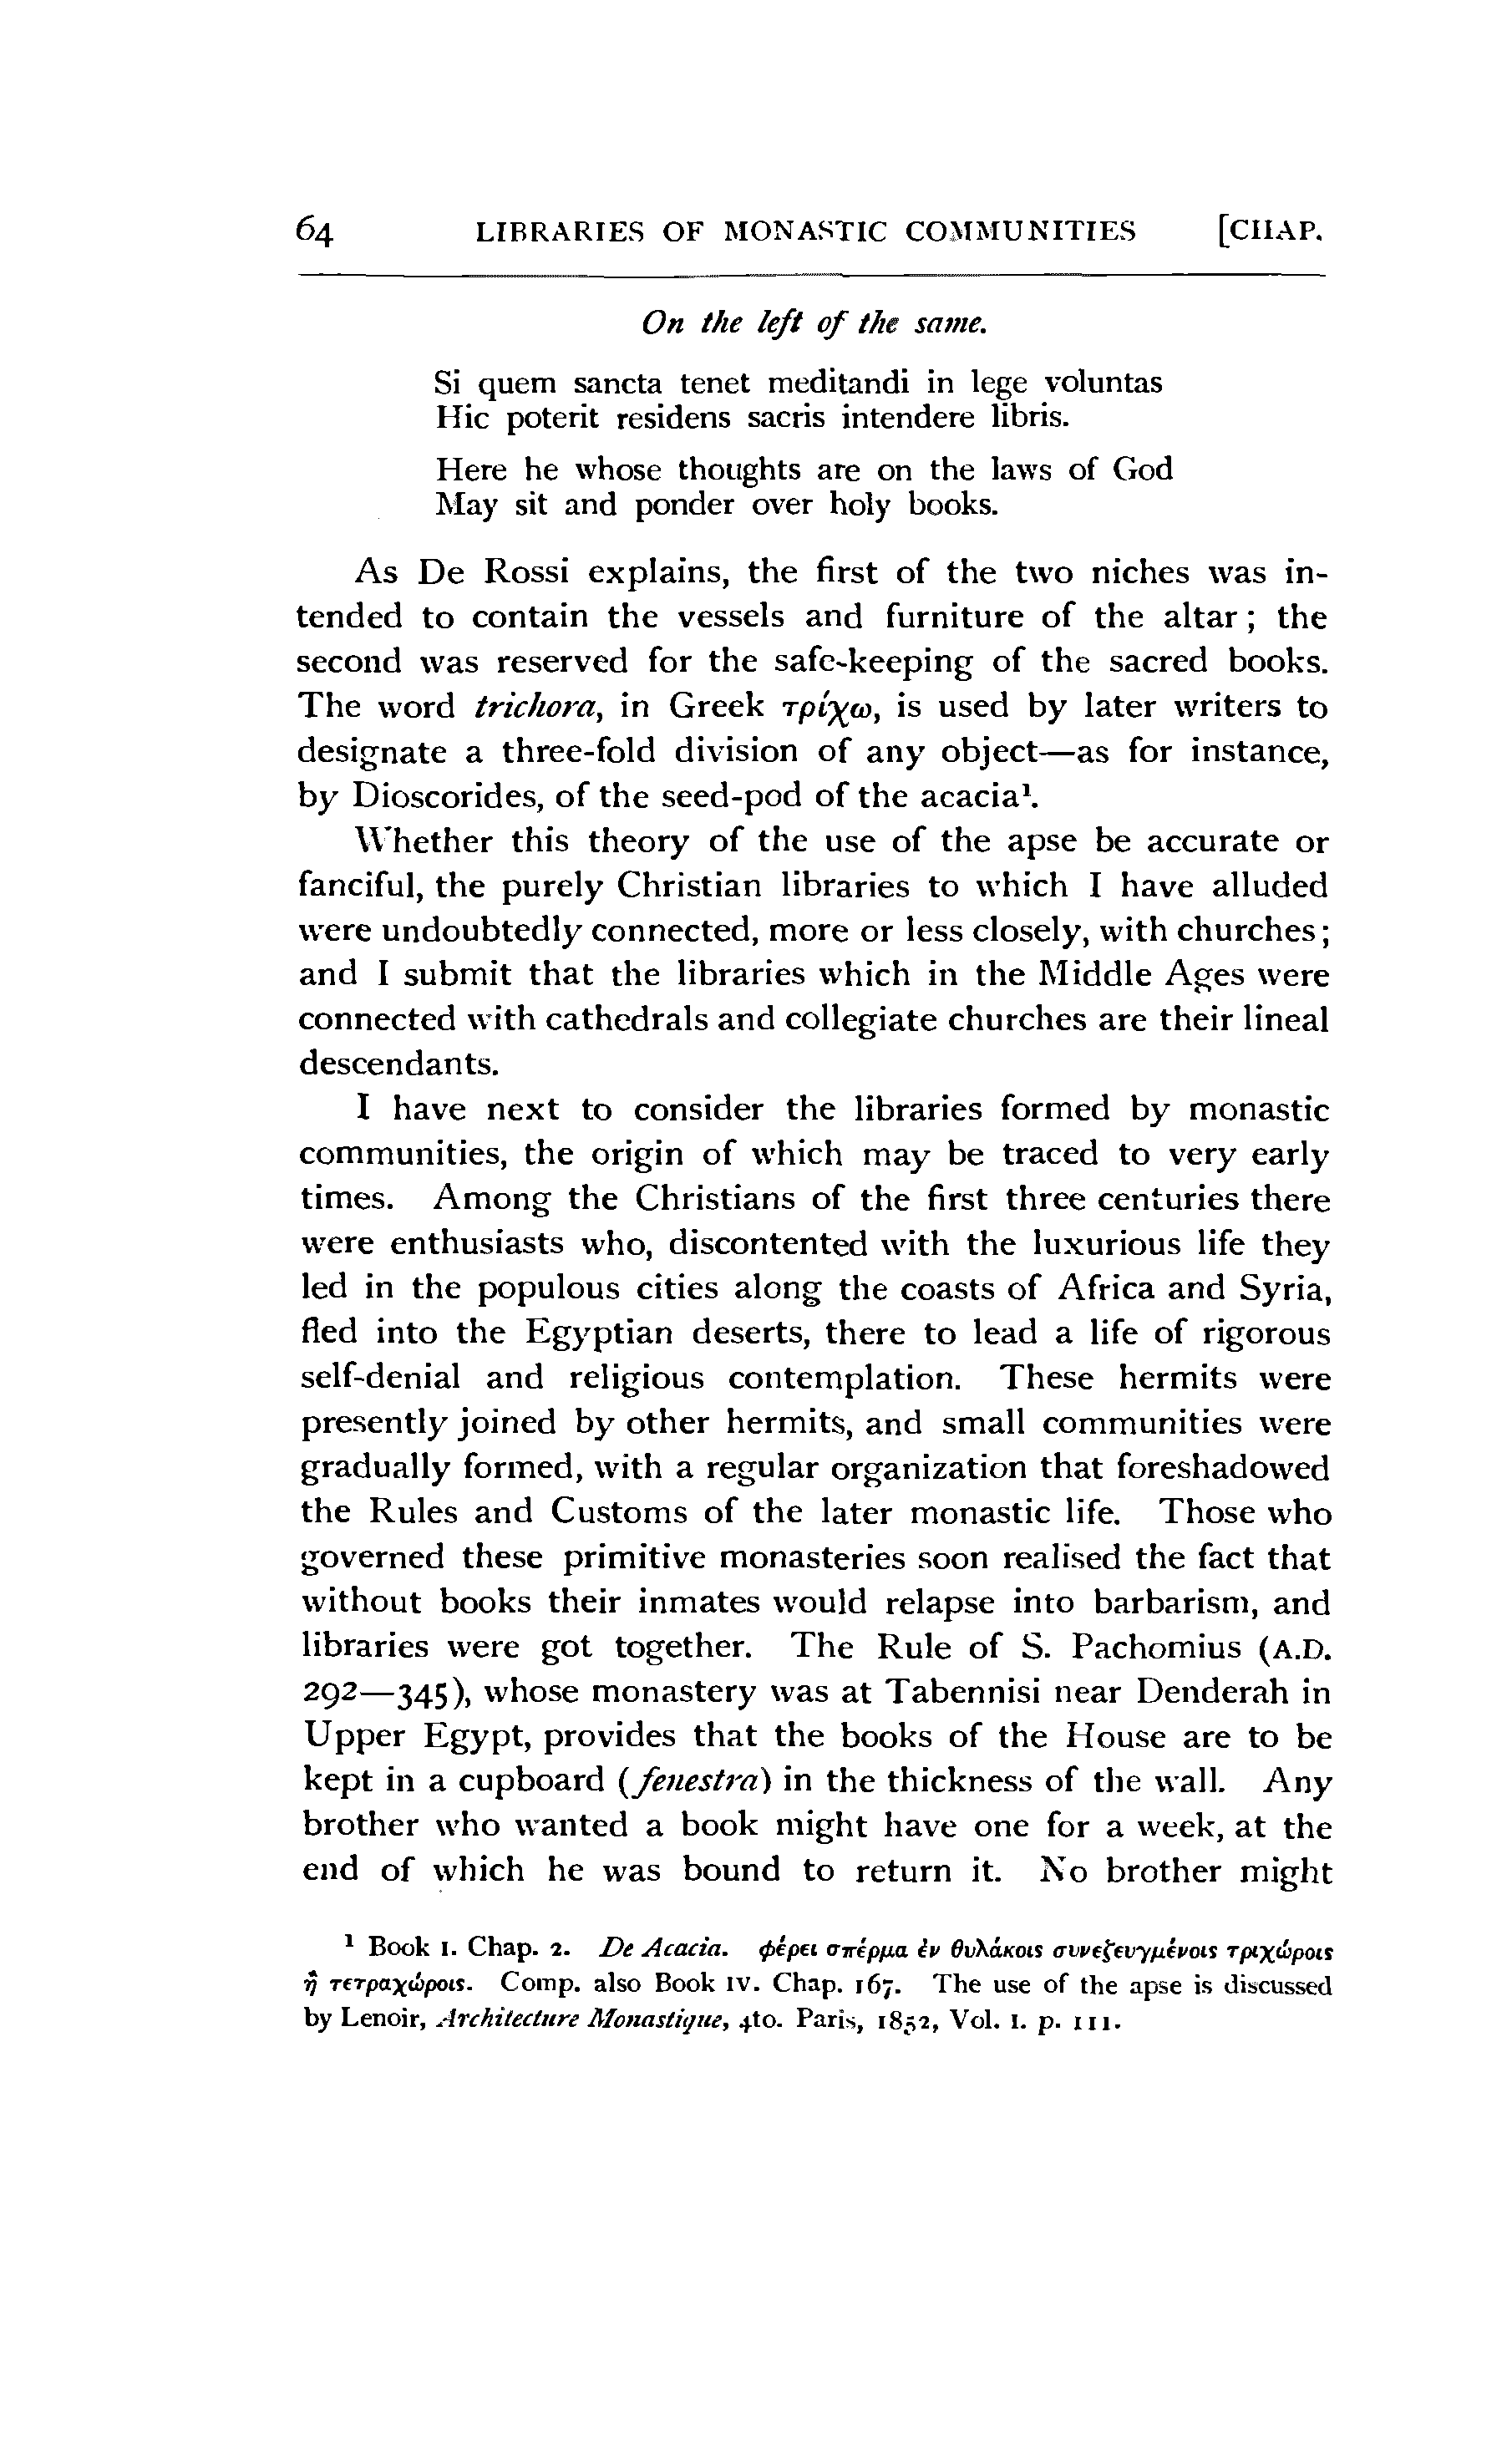 64 LIBRARIES OF MONASTIC COMMUNITIES [CHAP.
On the left of the same.
Si quem sancta tenet meditandi in lege voluntas
Hic poterit residens sacris intendere libris.
Here he whose thoughts are on the laws of God
May sit and ponder over holy books.
As De Rossi explains, the first of the two niches was in-
tended to contain the vessels and furniture of the altar; the
second was reserved for the safe-keeping of the sacred books.
The word trichora, in Greek τρίχω, is used by later writers to
designate a three-fold division of any object—as for instance,
by Dioscorides, of the seed-pod of the acacia¹.
Whether this theory of the use of the apse be accurate or
fanciful, the purely Christian libraries to which I have alluded
were undoubtedly connected, more or less closely, with churches;
and I submit that the libraries which in the Middle Ages were
connected with cathedrals and collegiate churches are their lineal
descendants.
I have next to consider the libraries formed by monastic
communities, the origin of which may be traced to very early
times. Among the Christians of the first three centuries there
were enthusiasts who, discontented with the luxurious life they
led in the populous cities along the coasts of Africa and Syria,
fled into the Egyptian deserts, there to lead a life of rigorous
self-denial and religious contemplation. These hermits were
presently joined by other hermits, and small communities were
gradually formed, with a regular organization that foreshadowed
the Rules and Customs of the later monastic life. Those who
governed these primitive monasteries soon realised the fact that
without books their inmates would relapse into barbarism, and
libraries were got together. The Rule of S. Pachomius (A.D.
292—345), whose monastery was at Tabennisi near Denderah in
Upper Egypt, provides that the books of the House are to be
kept in a cupboard (fenestra) in the thickness of the wall. Any
brother who wanted a book might have one for a week, at the
end of which he was bound to return it. No brother might
¹ Book I. Chap. 2. De Acacia. φέρει σπέρμα ἐν θυλάκοις συνεζευγμένοις τριχώροις
ἢ τετραχώροις. Comp. also Book IV. Chap. 167. The use of the apse is discussed
by Lenoir, Architecture Monastique, 4to. Paris, 1852, Vol. I. p. 111.